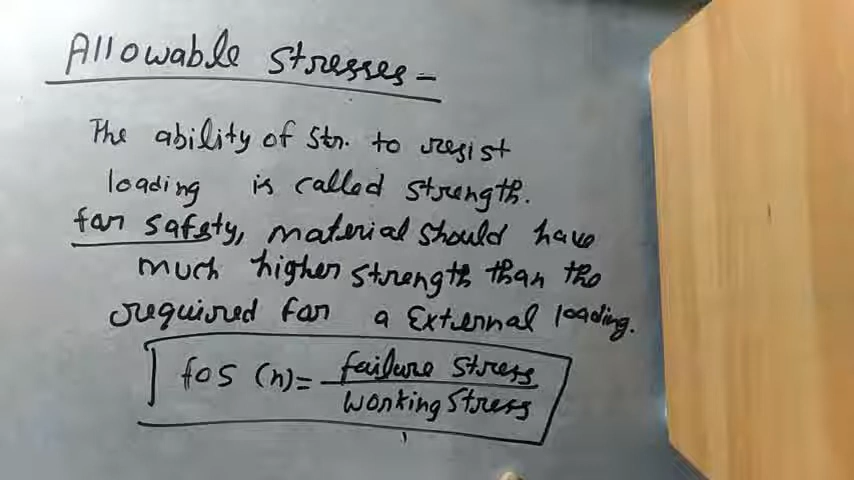 Allowable Stresses -
The ability of Str. to resist
loading is called strength.
for safety, material should have
much higher strength than the
required for a External loading.
fos (n) = failure stress
working stress